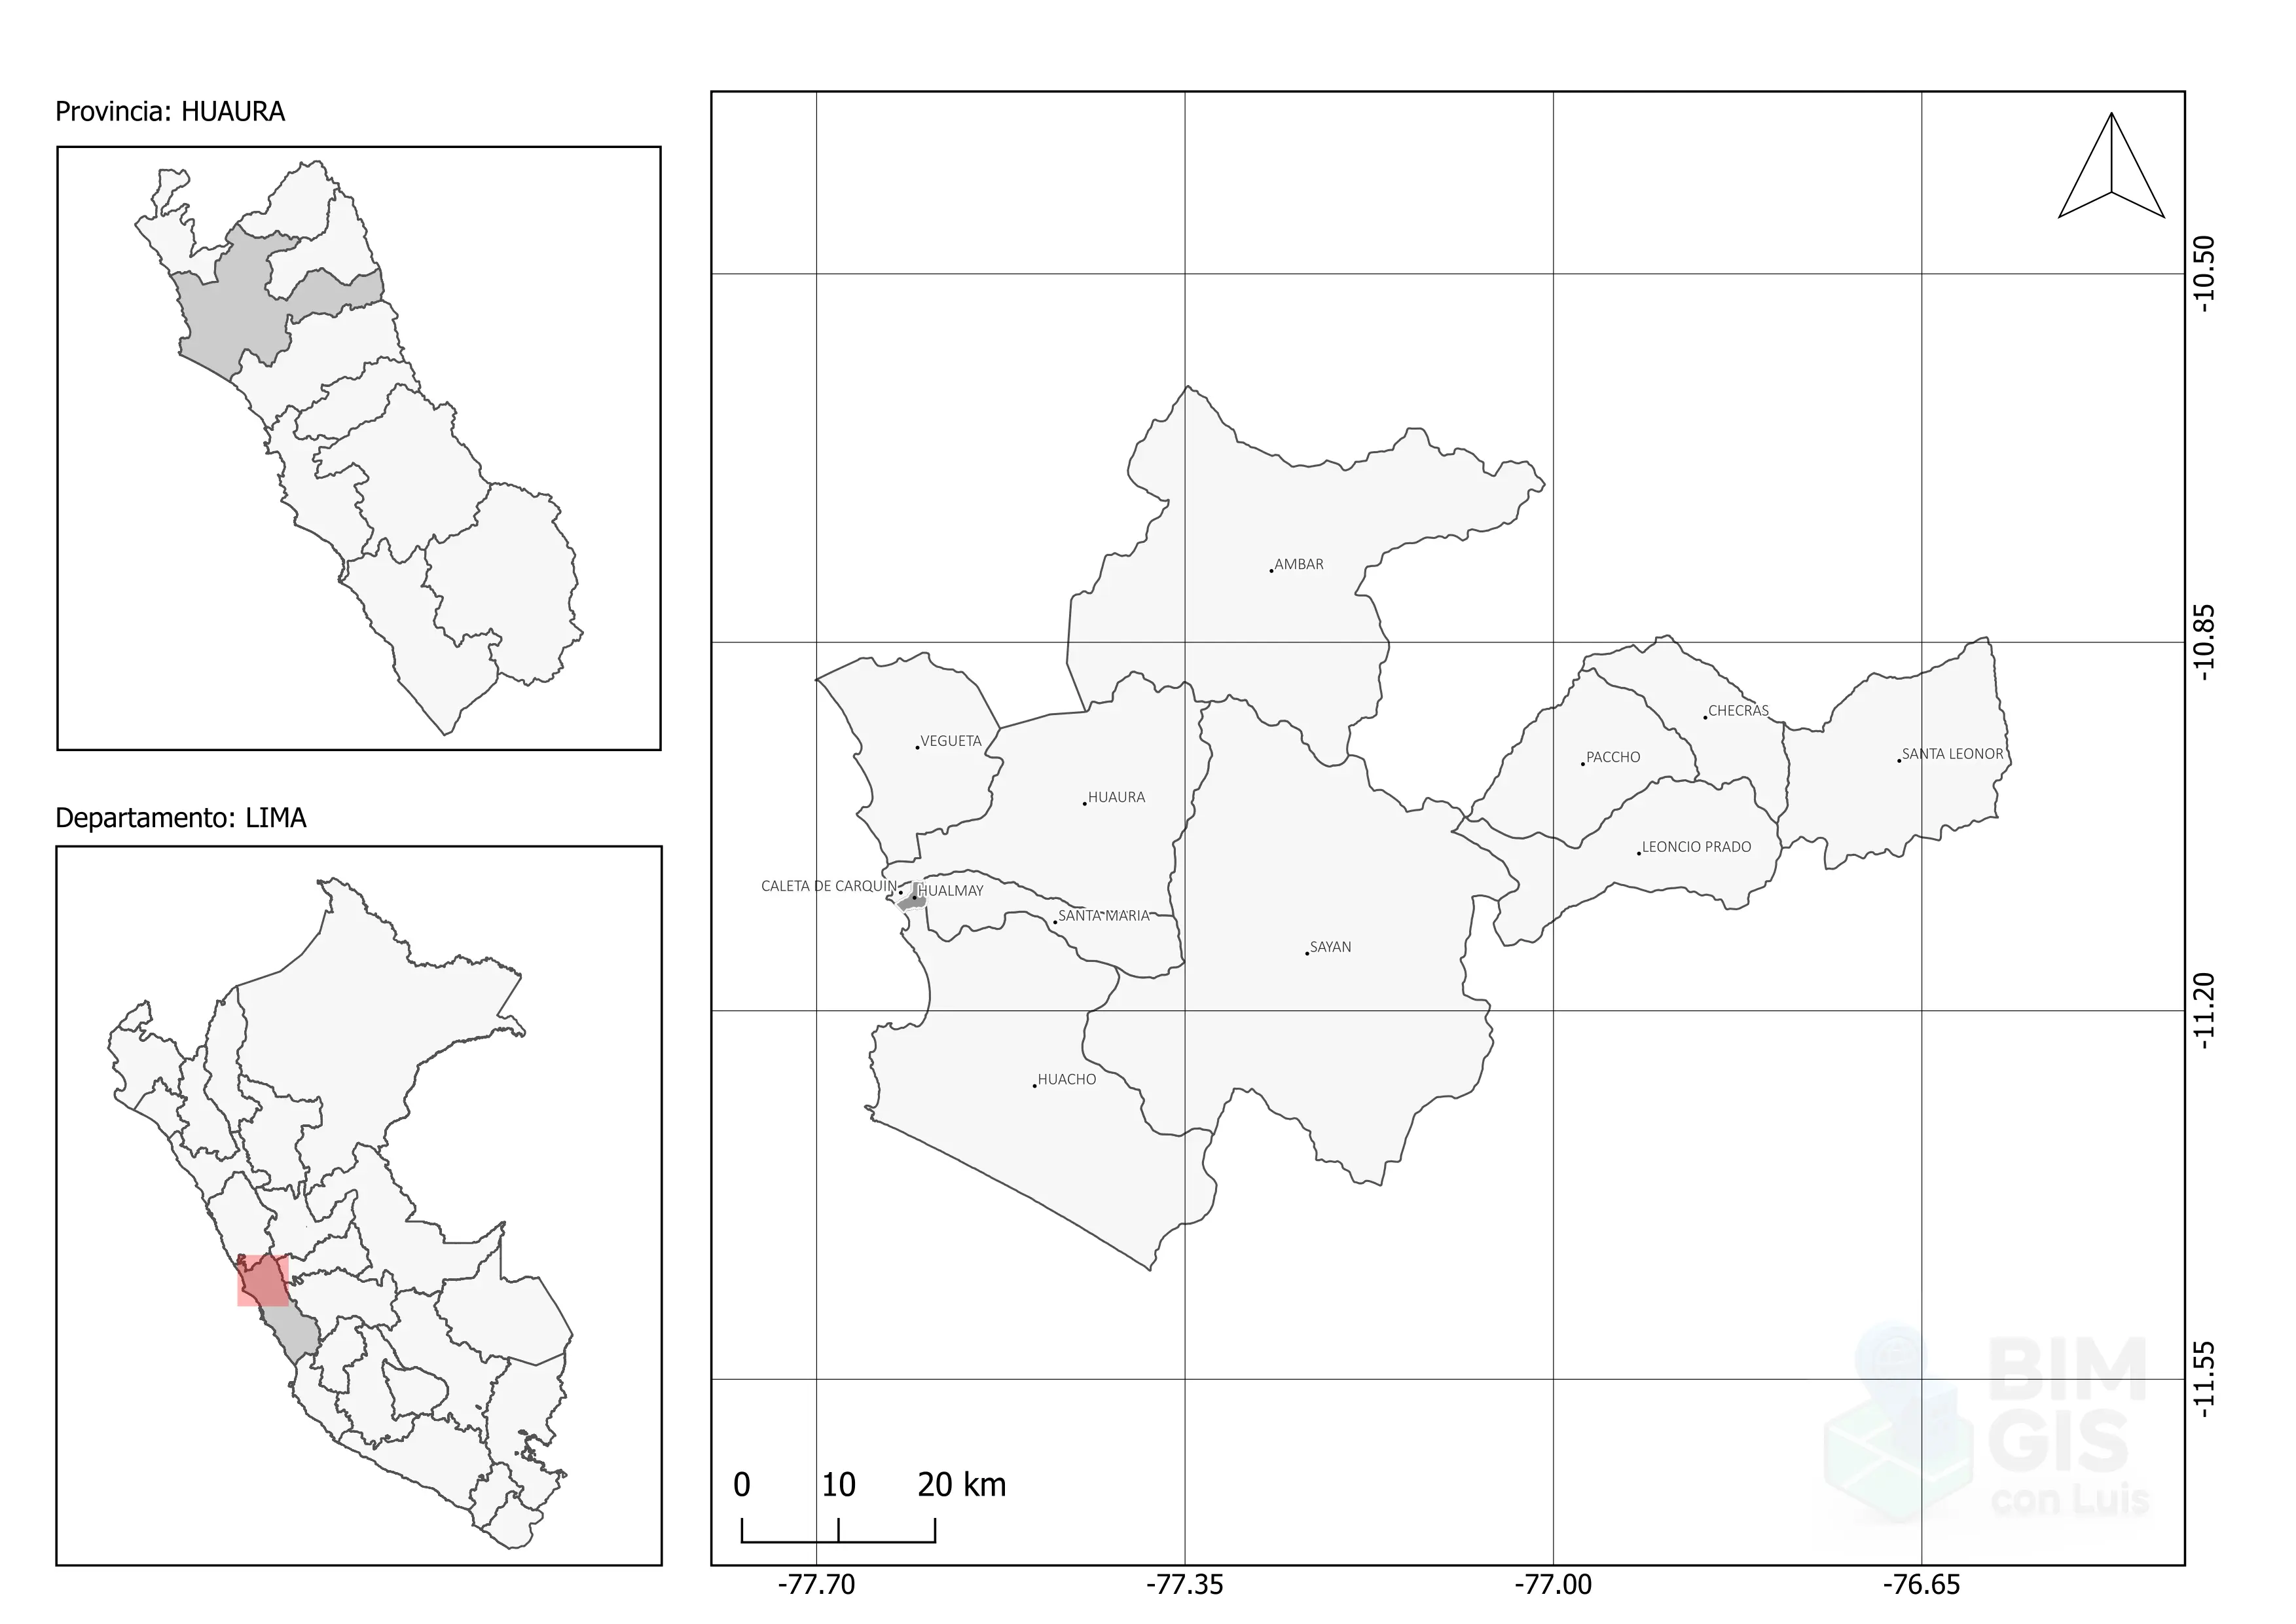 Provincia: HUAURA
Departamento: LIMA
AMBAR
CHECRAS
VEGUETA
PACCHO
SANTA LEONOR
HUAURA
LEONCIO PRADO
CALETA DE CARQUIN
HUALMAY
SANTA MARIA
SAYAN
HUACHO
-10.50
-10.85
-11.20
-11.55
BIM
GIS
con Luis
0 10 20 km
-77.70 -77.35 -77.00 -76.65